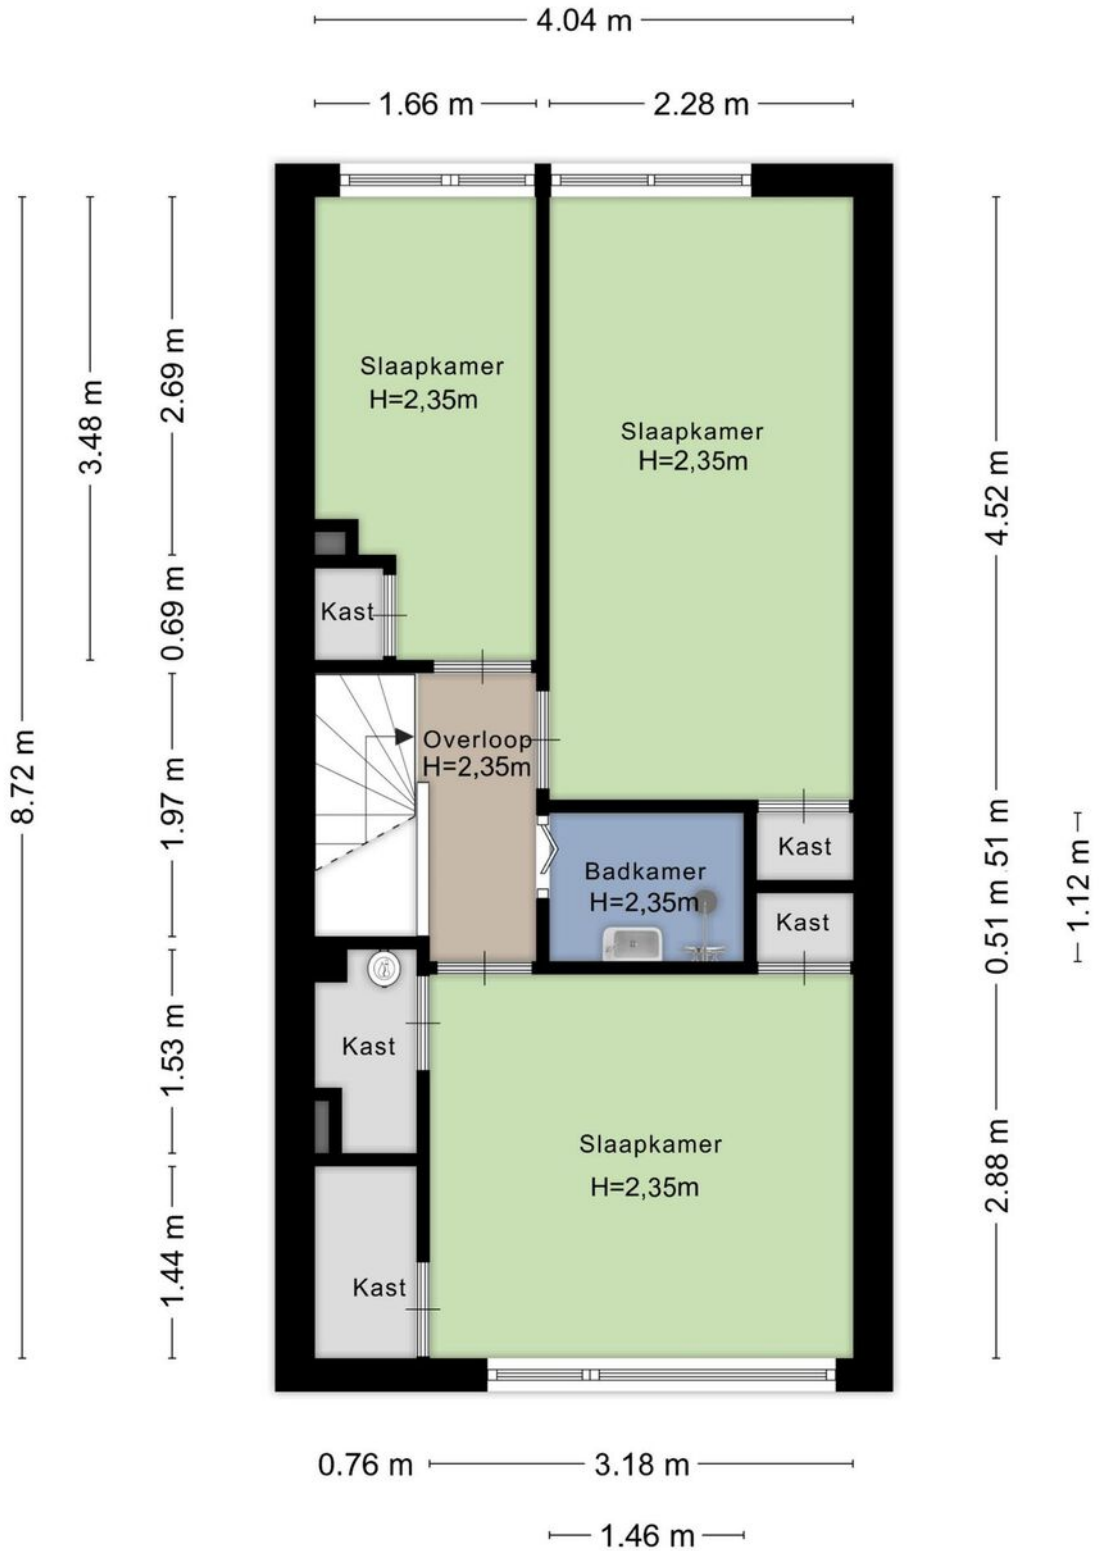 4.04 m
1.66 m
2.28 m
Slaapkamer
H=2,35m
Slaapkamer
H=2,35m
2.69 m
3.48 m
4.52 m
0.69 m
Kast
Overloop
H=2,35m
8.72 m
1.97 m
Kast
.51 m
Badkamer
H=2,35m
1.12 m
Kast
0.51 m
Kast
1.53 m
Slaapkamer
H=2,35m
2.88 m
1.44 m
Kast
0.76 m
3.18 m
1.46 m